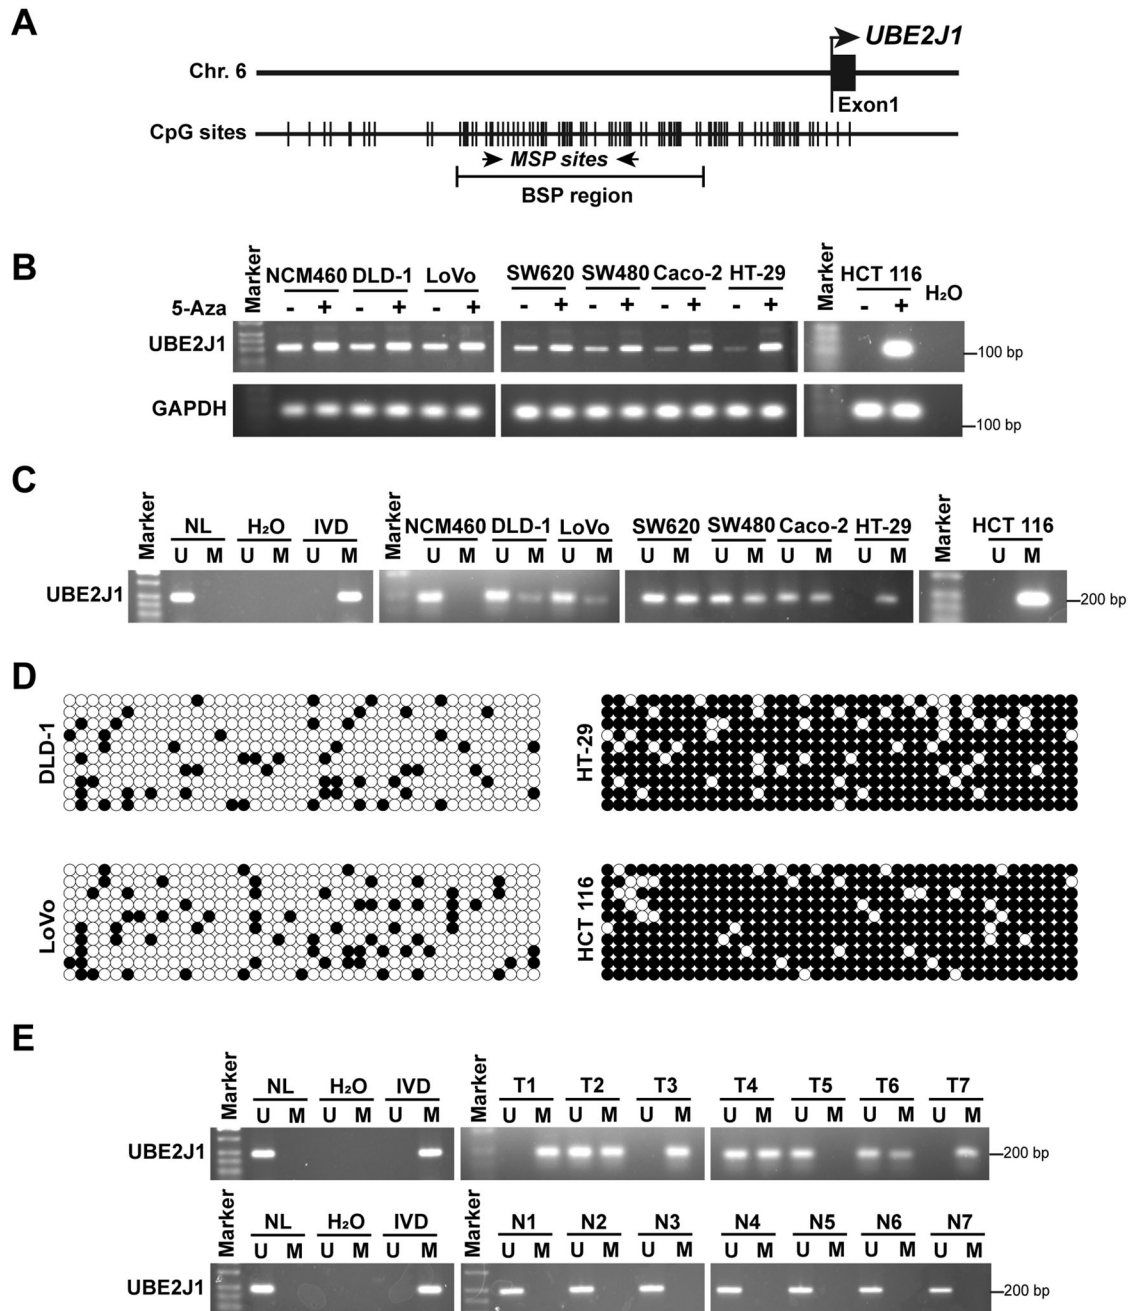 A
UBE2J1
Chr. 6
Exon1
CpG sites
MSP sites
BSP region
B
Marker NCM460 DLD-1 LoVo SW620 SW480 Caco-2 HT-29 Marker HCT 116 H₂O
5-Aza - + - + - + - + - + - + - + - +
UBE2J1 100 bp
GAPDH 100 bp
C
Marker NL H₂O IVD Marker NCM460 DLD-1 LoVo SW620 SW480 Caco-2 HT-29 Marker HCT 116
U M U M U M U M U M U M U M U M U M U M U M
UBE2J1 200 bp
D
DLD-1 HT-29
LoVo HCT 116
E
Marker NL H₂O IVD Marker T1 T2 T3 T4 T5 T6 T7
U M U M U M U M U M U M U M U M U M U M
UBE2J1 200 bp
Marker NL H₂O IVD Marker N1 N2 N3 N4 N5 N6 N7
U M U M U M U M U M U M U M U M U M U M
UBE2J1 200 bp